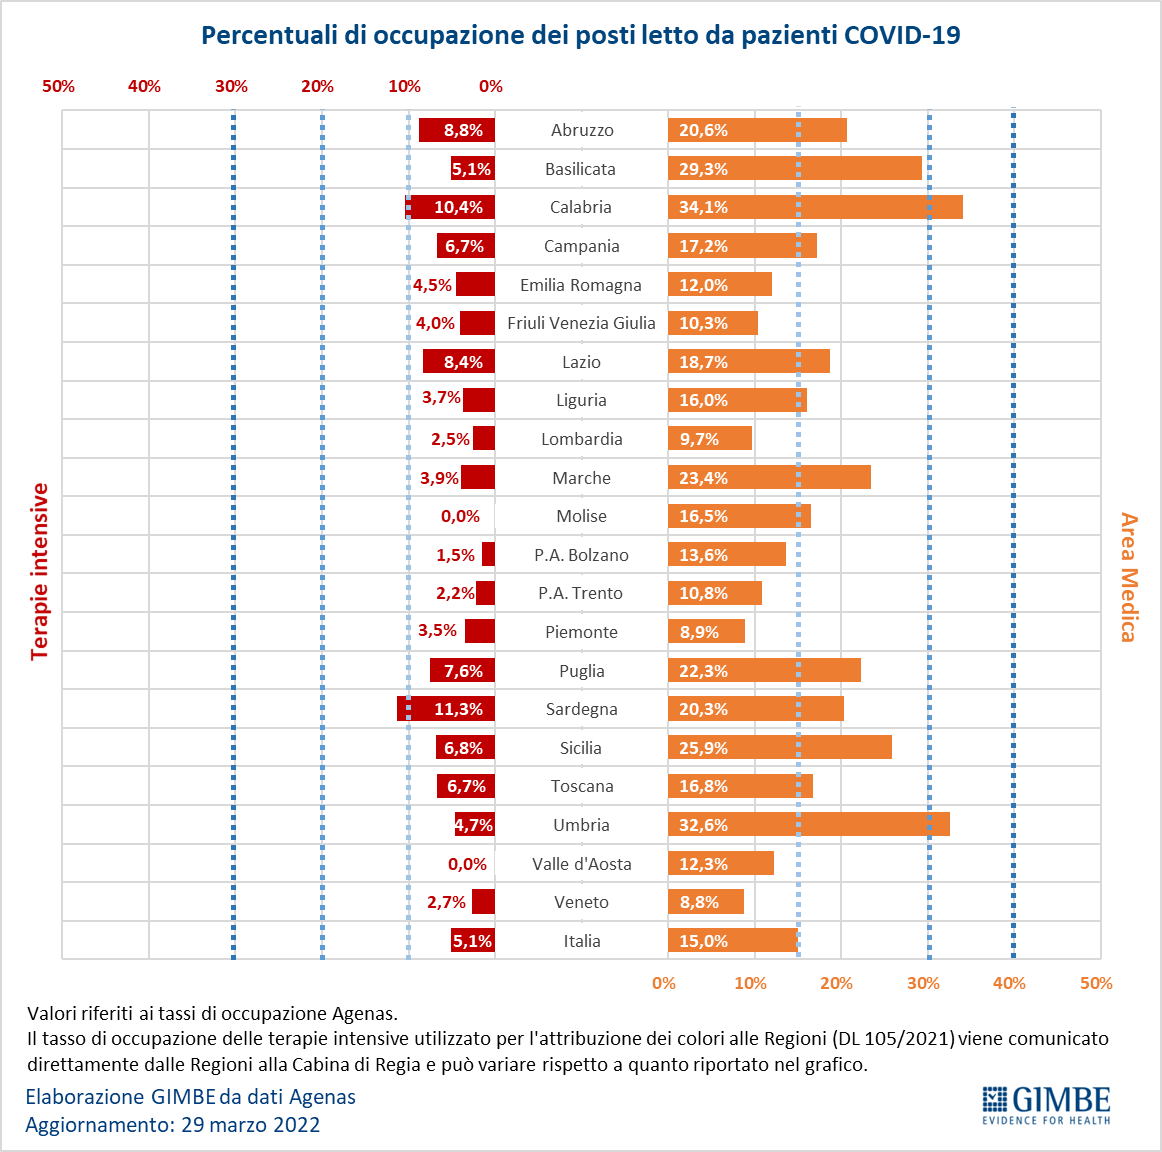 Percentuali di occupazione dei posti letto da pazienti COVID-19
50% 40% 30% 20% 10% 0%
8,8% Abruzzo 20,6%
5,1% Basilicata 29,3%
10,4% Calabria 34,1%
6,7% Campania 17,2%
4,5% Emilia Romagna 12,0%
4,0% Friuli Venezia Giulia 10,3%
8,4% Lazio 18,7%
3,7% Liguria 16,0%
2,5% Lombardia 9,7%
3,9% Marche 23,4%
0,0% Molise 16,5%
1,5% P.A. Bolzano 13,6%
2,2% P.A. Trento 10,8%
3,5% Piemonte 8,9%
7,6% Puglia 22,3%
11,3% Sardegna 20,3%
6,8% Sicilia 25,9%
6,7% Toscana 16,8%
4,7% Umbria 32,6%
0,0% Valle d'Aosta 12,3%
2,7% Veneto 8,8%
5,1% Italia 15,0%
Terapie intensive
Area Medica
0% 10% 20% 30% 40% 50%
Valori riferiti ai tassi di occupazione Agenas.
Il tasso di occupazione delle terapie intensive utilizzato per l'attribuzione dei colori alle Regioni (DL 105/2021) viene comunicato
direttamente dalle Regioni alla Cabina di Regia e può variare rispetto a quanto riportato nel grafico.
Elaborazione GIMBE da dati Agenas
Aggiornamento: 29 marzo 2022
GIMBE
EVIDENCE FOR HEALTH